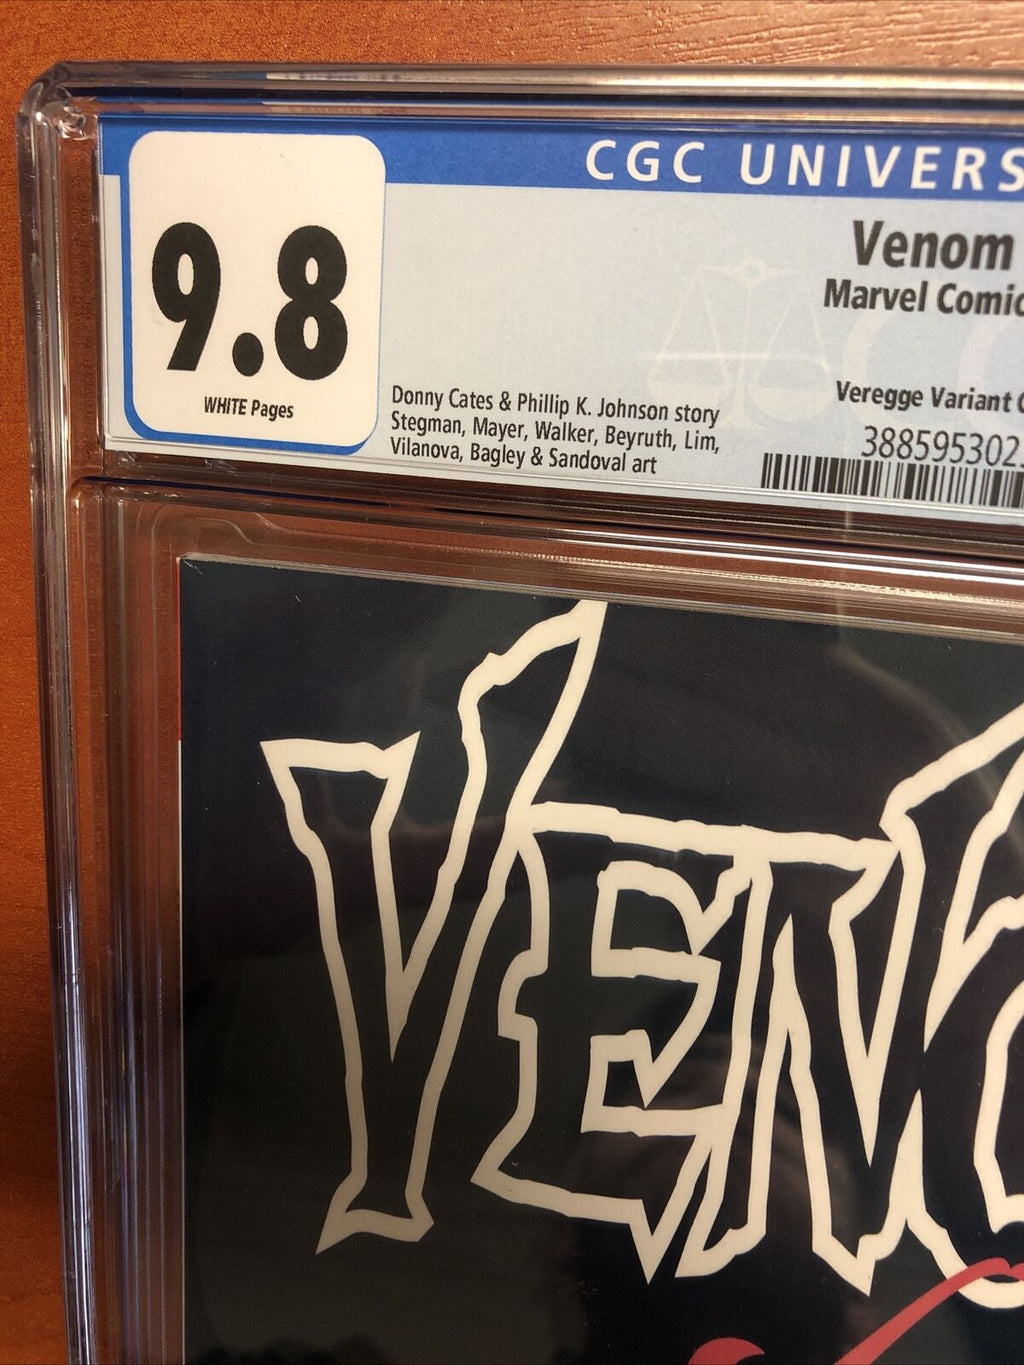 CGC UNIVERS
9.8
WHITE Pages
Venom
Marvel Comic
Donny Cates & Phillip K. Johnson story
Stegman, Mayer, Walker, Beyruth, Lim,
Vilanova, Bagley & Sandoval art
Veregge Variant C
388595302
VENO